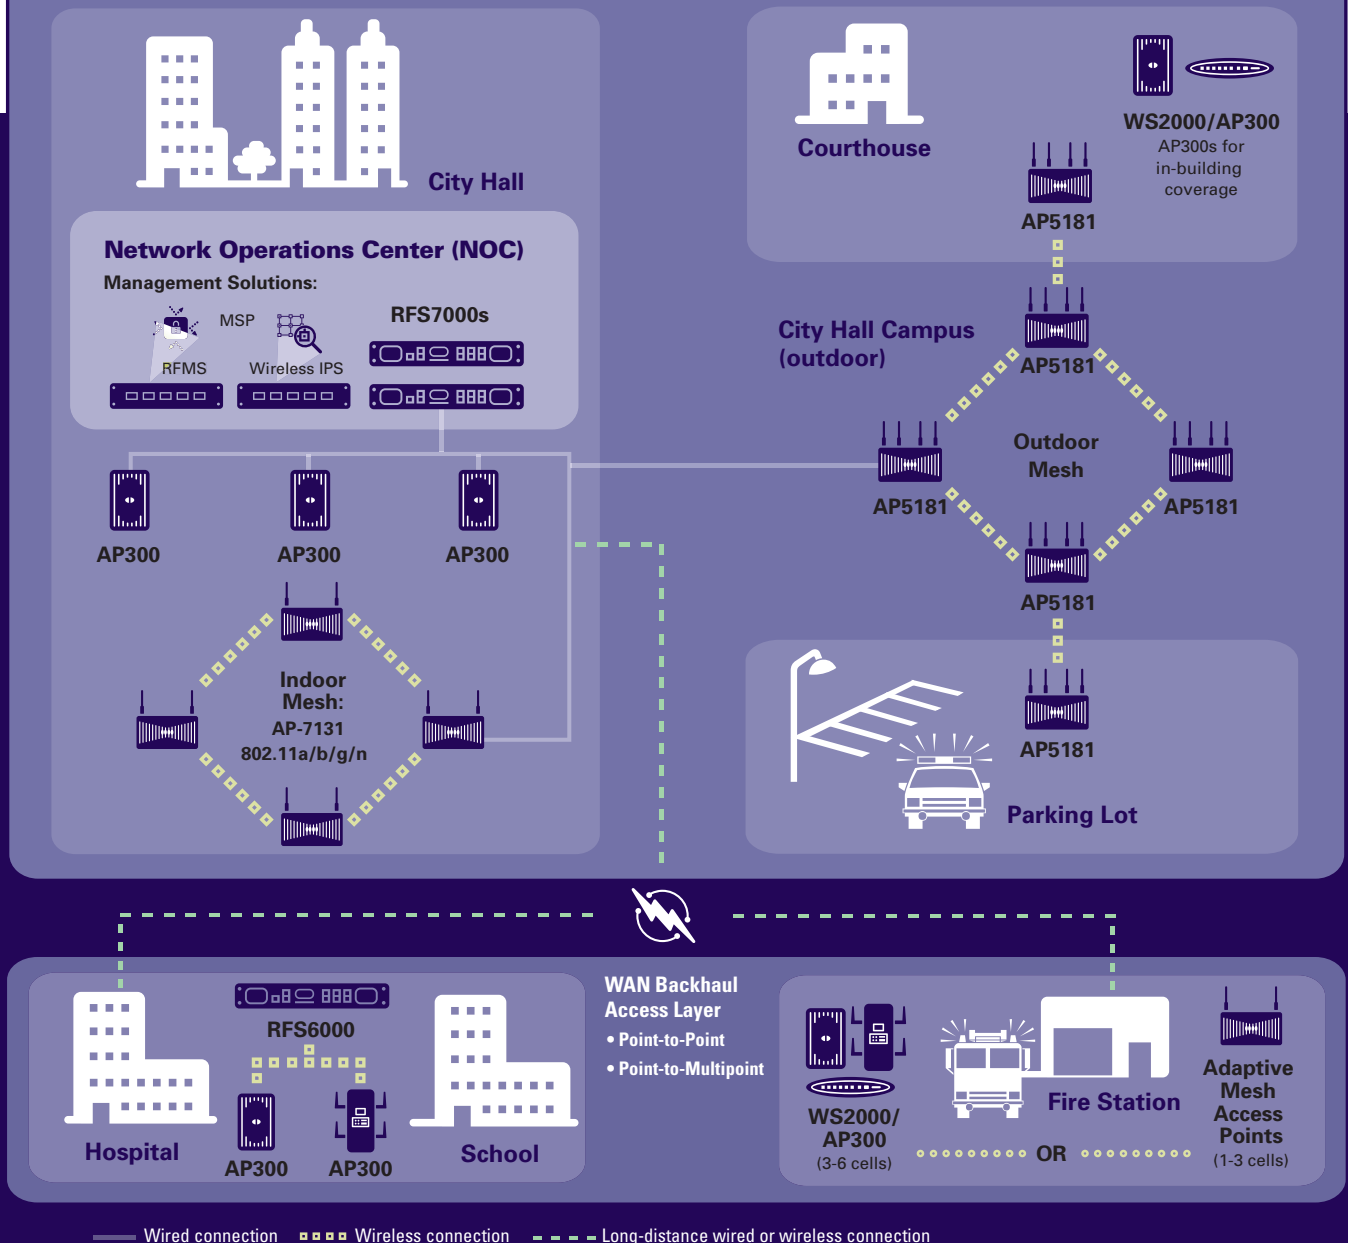 City Hall
Network Operations Center (NOC)
Management Solutions:
MSP
RFMS
Wireless IPS
RFS7000s
AP300
AP300
AP300
Indoor
Mesh:
AP-7131
802.11a/b/g/n
Courthouse
WS2000/AP300
AP300s for
in-building
coverage
AP5181
City Hall Campus
(outdoor)
AP5181
Outdoor
Mesh
AP5181
AP5181
AP5181
AP5181
Parking Lot
Hospital
RFS6000
AP300
AP300
School
WAN Backhaul
Access Layer
• Point-to-Point
• Point-to-Multipoint
WS2000/
AP300
(3-6 cells)
Fire Station
OR
Adaptive
Mesh
Access
Points
(1-3 cells)
Wired connection
Wireless connection
Long-distance wired or wireless connection